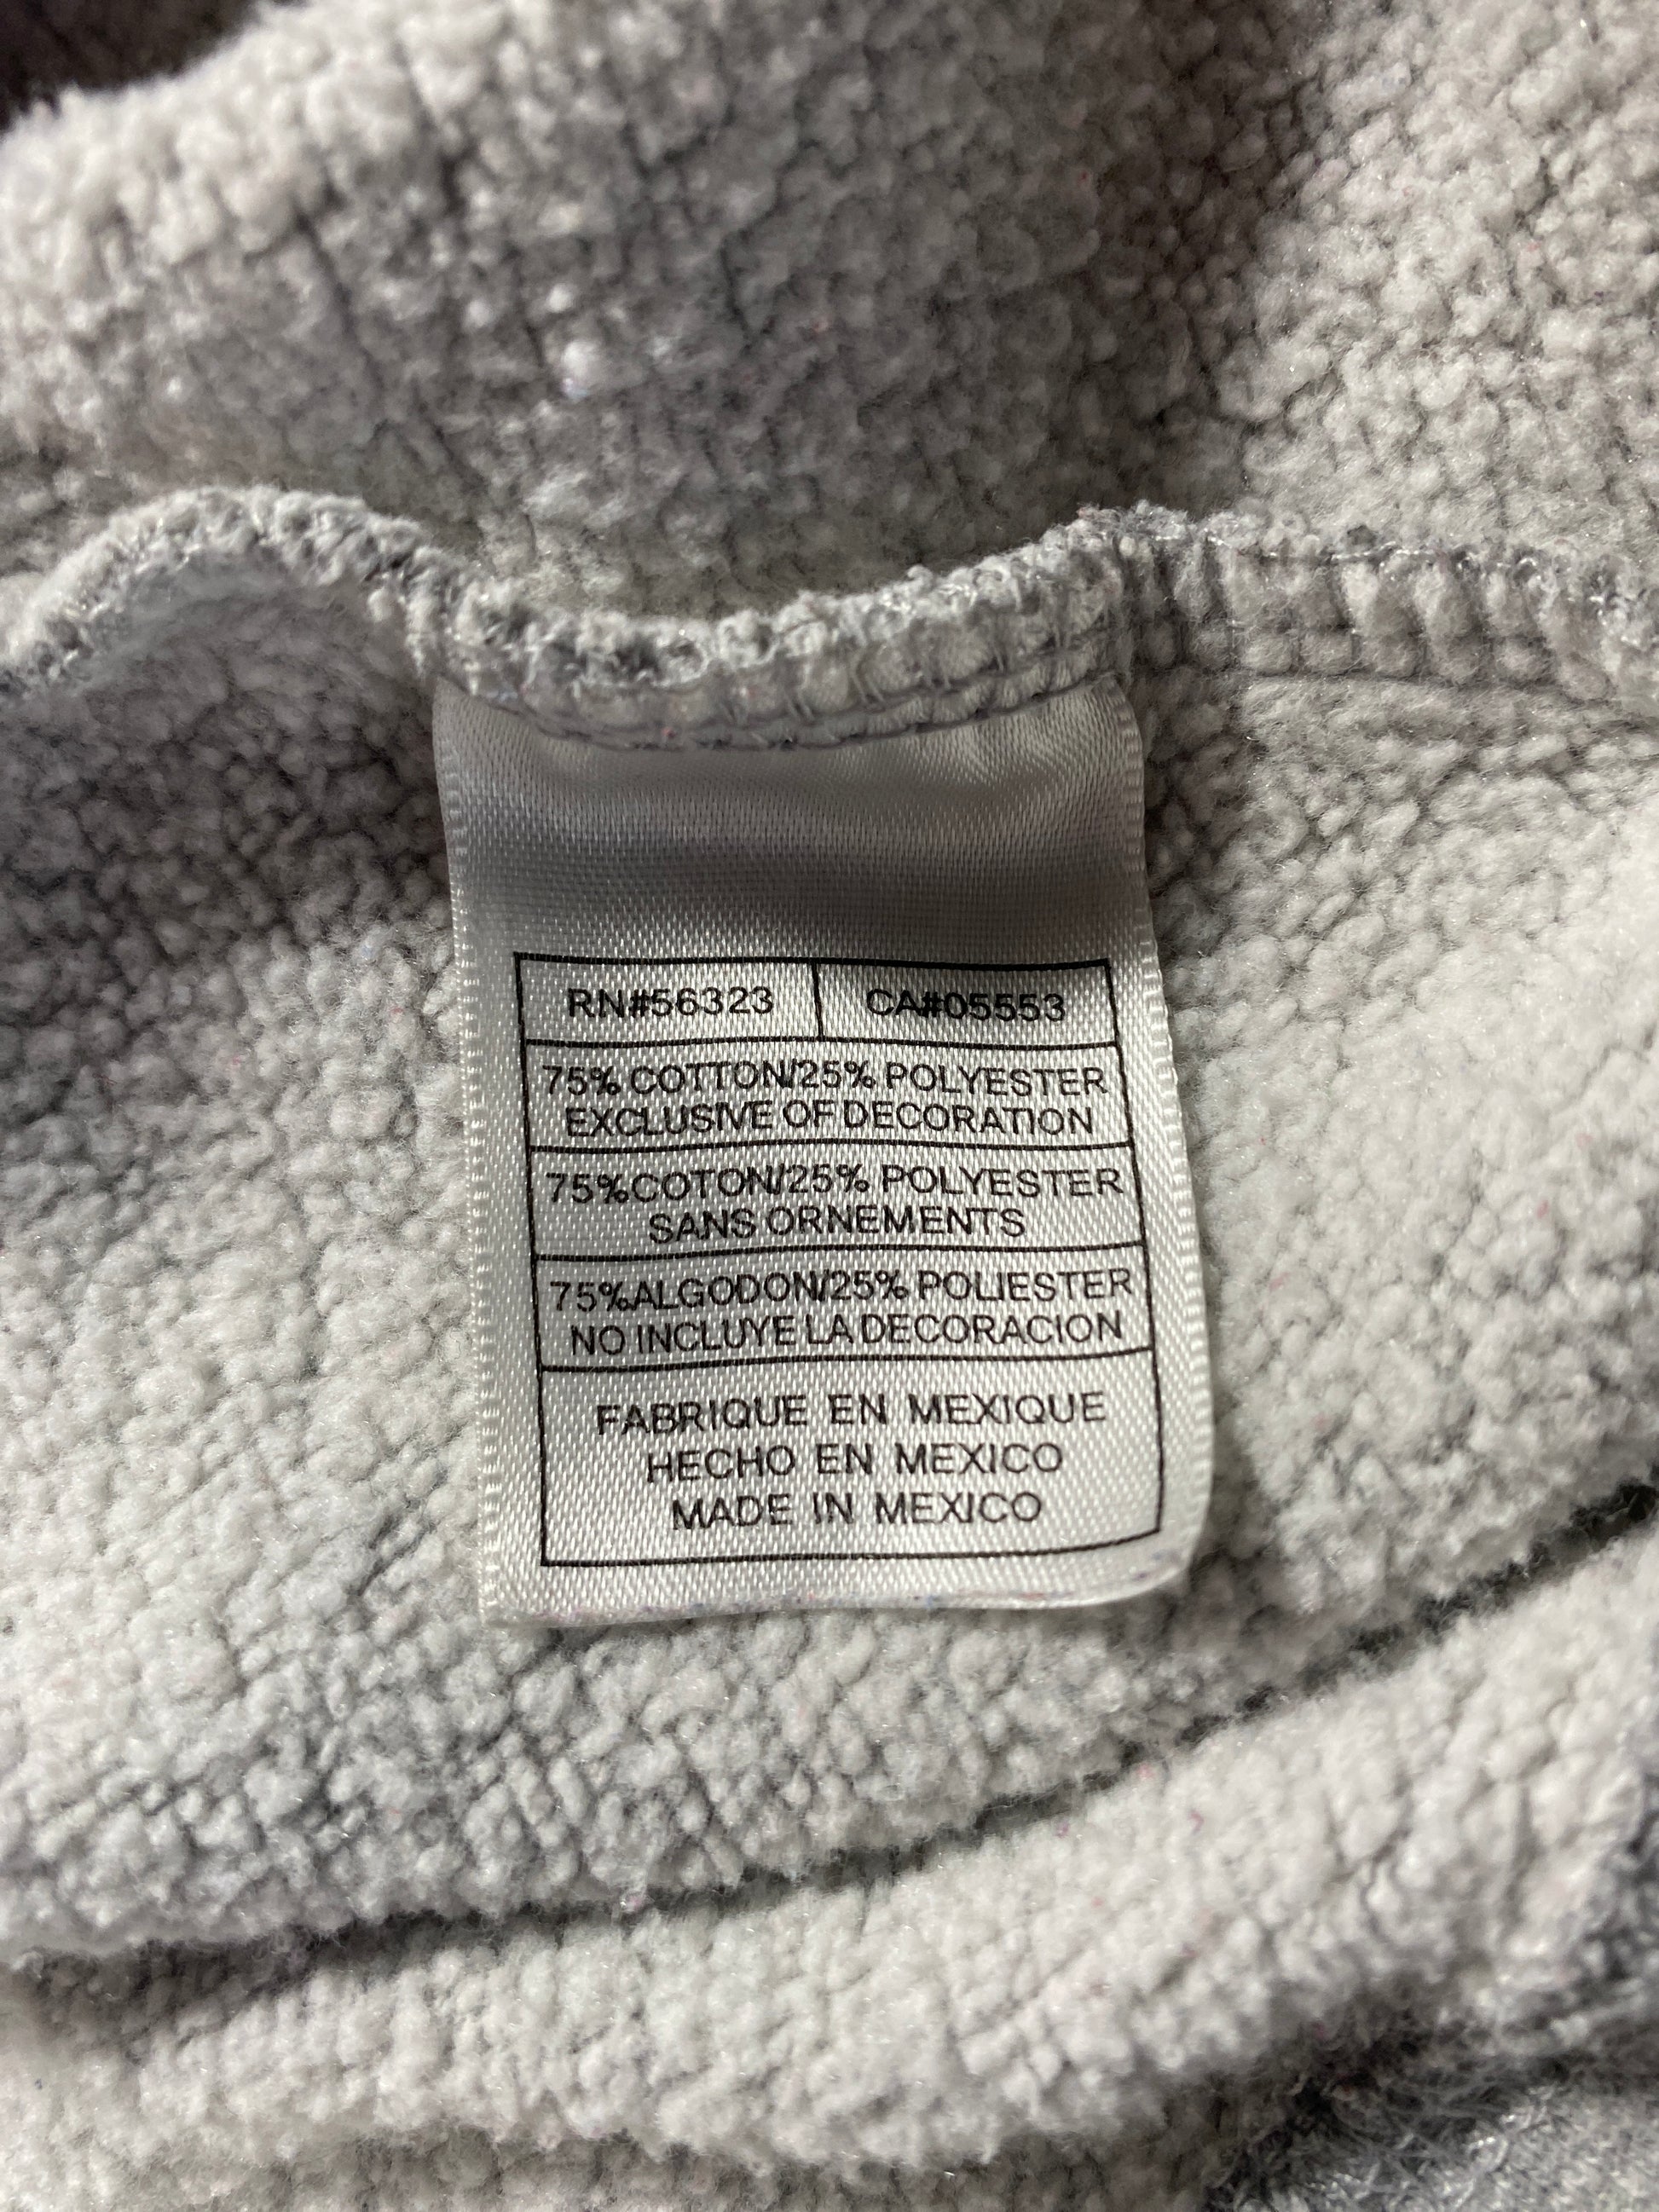 RN#56323 CA#05553
75% COTTON/25% POLYESTER
EXCLUSIVE OF DECORATION
75%COTON/25% POLYESTER
SANS ORNEMENTS
75%ALGODON/25% POLIESTER
NO INCLUYE LA DECORACION
FABRIQUE EN MEXIQUE
HECHO EN MEXICO
MADE IN MEXICO